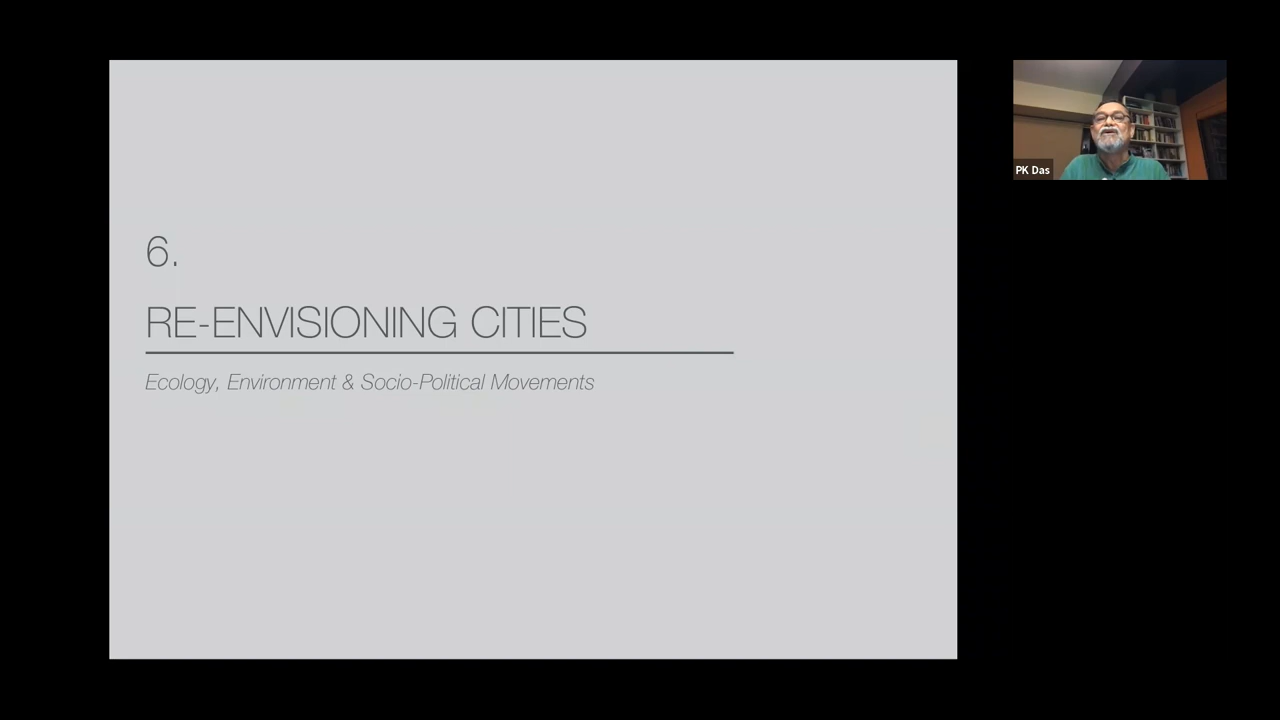 6.
RE-ENVISIONING CITIES
Ecology, Environment & Socio-Political Movements
PK Das